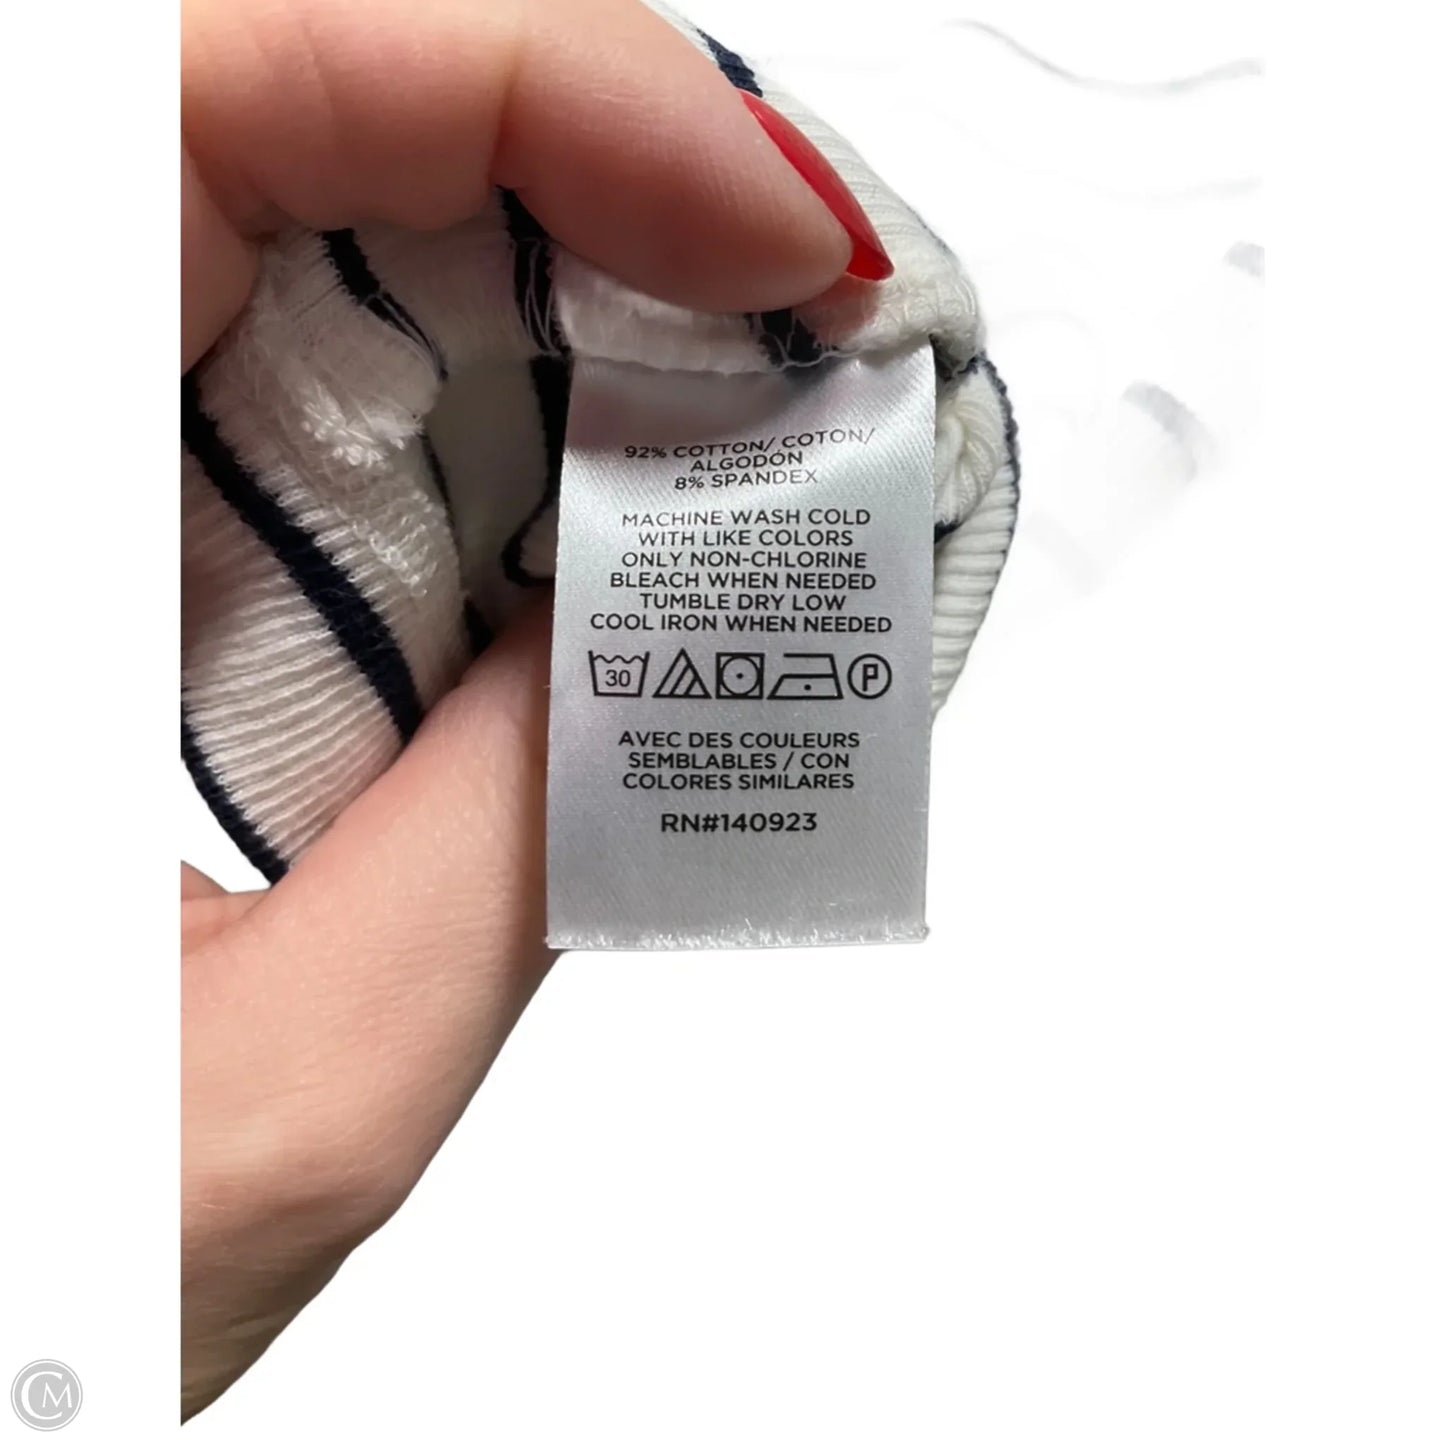 92% COTTON/ COTON/
ALGODÓN
8% SPANDEX
MACHINE WASH COLD
WITH LIKE COLORS
ONLY NON-CHLORINE
BLEACH WHEN NEEDED
TUMBLE DRY LOW
COOL IRON WHEN NEEDED
30 P
AVEC DES COULEURS
SEMBLABLES / CON
COLORES SIMILARES
RN#140923
CM